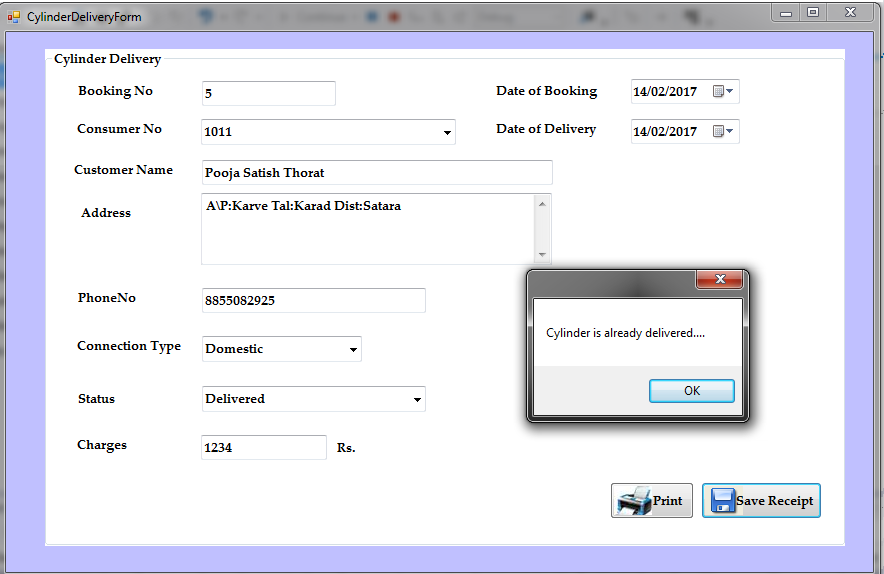 CylinderDeliveryForm
Cylinder Delivery
Booking No 5 Date of Booking 14/02/2017
Consumer No 1011 Date of Delivery 14/02/2017
Customer Name Pooja Satish Thorat
Address A\P:Karve Tal:Karad Dist:Satara
PhoneNo 8855082925
Cylinder is already delivered....
Connection Type Domestic
OK
Status Delivered
Charges 1234 Rs.
Print Save Receipt